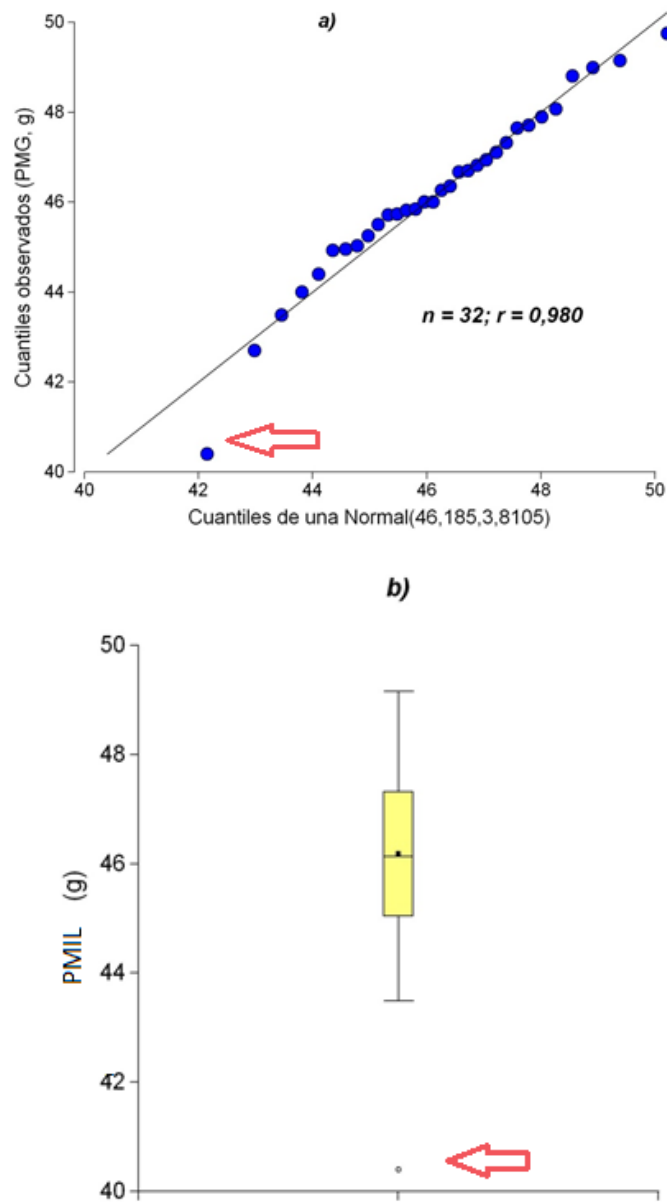 a)
50
48
46
44
42
40
Cuantiles observados (PMG, g)
n = 32; r = 0,980
40 42 44 46 48 50
Cuantiles de una Normal(46,185,3,8105)
b)
50
48
46
44
42
40
PMIL (g)